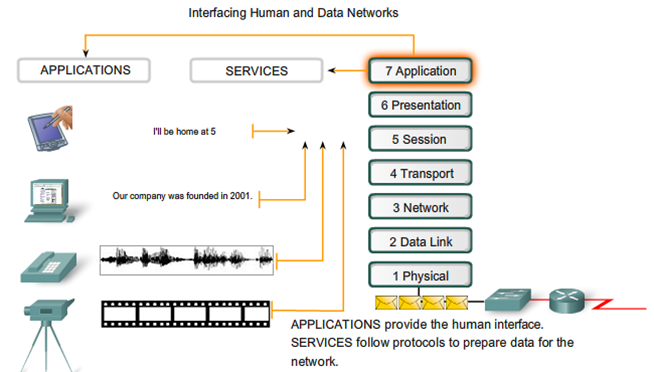 Interfacing Human and Data Networks
APPLICATIONS
SERVICES
7 Application
6 Presentation
I'll be home at 5
5 Session
4 Transport
Our company was founded in 2001.
3 Network
2 Data Link
1 Physical
APPLICATIONS provide the human interface.
SERVICES follow protocols to prepare data for the
network.